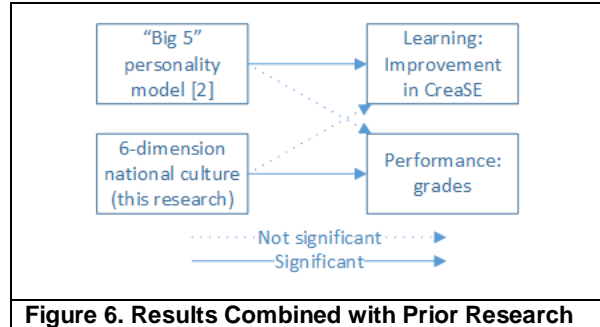 “Big 5”
personality
model [2]
Learning:
Improvement
in CreaSE
6-dimension
national culture
(this research)
Performance:
grades
Not significant
Significant
Figure 6. Results Combined with Prior Research